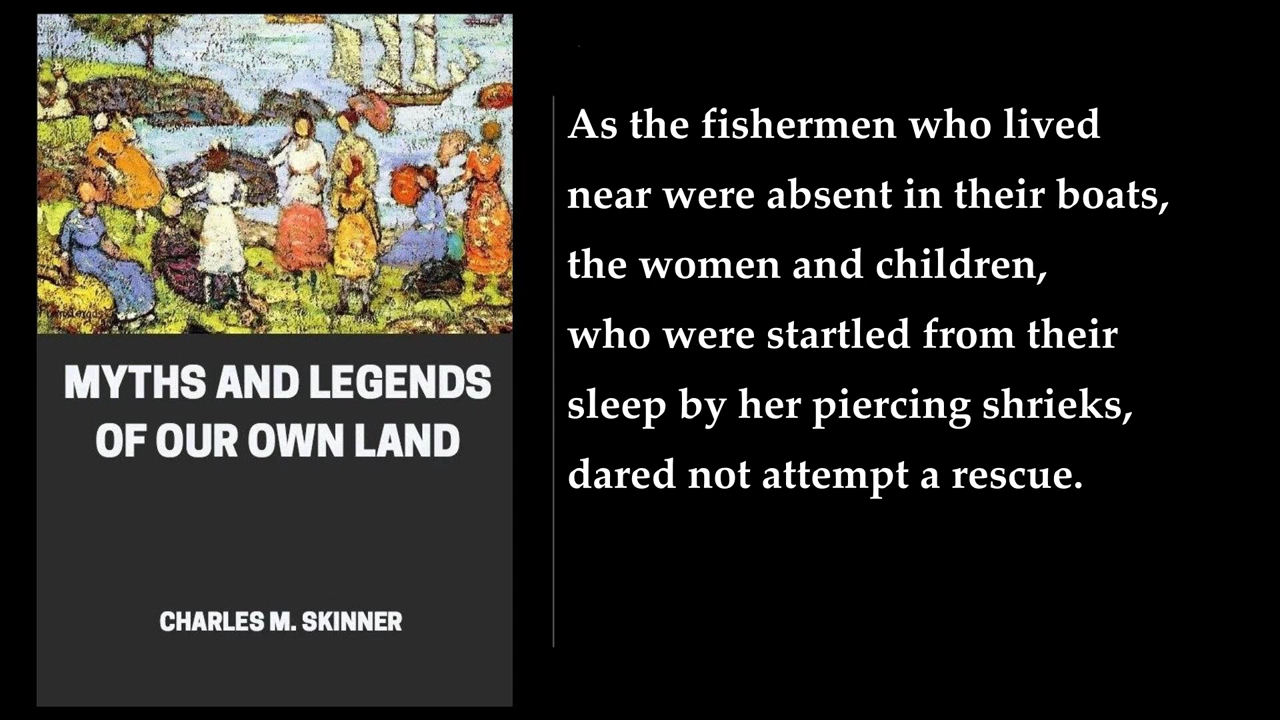 MYTHS AND LEGENDS
OF OUR OWN LAND
CHARLES M. SKINNER
As the fishermen who lived
near were absent in their boats,
the women and children,
who were startled from their
sleep by her piercing shrieks,
dared not attempt a rescue.